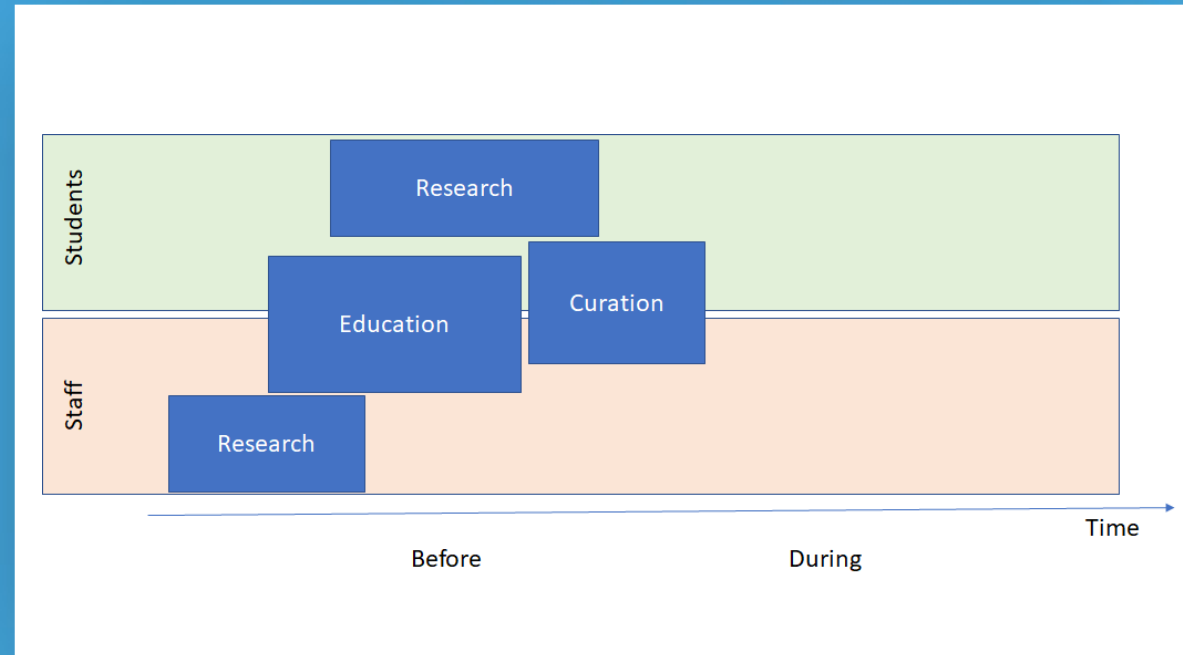 Students
Research
Education
Curation
Staff
Research
Time
Before
During